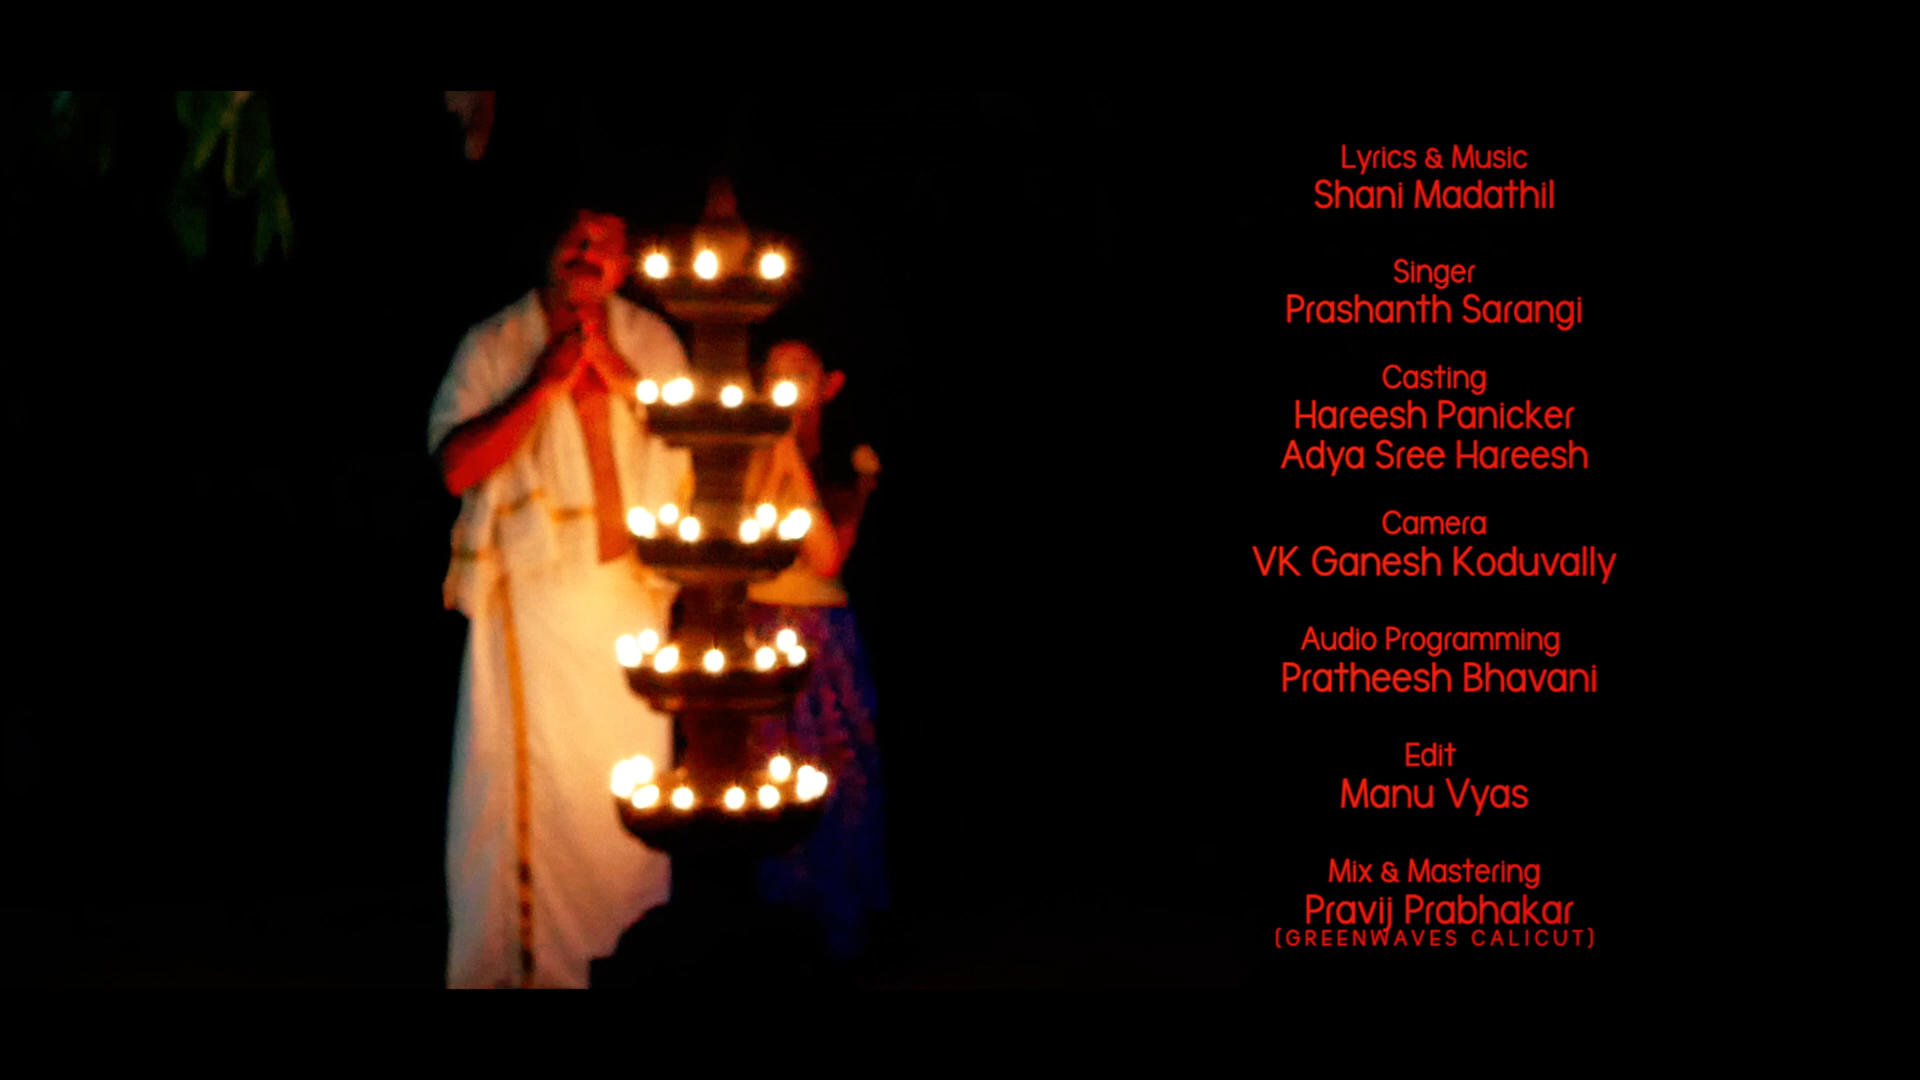 Lyrics & Music
Shani Madathil
Singer
Prashanth Sarangi
Casting
Hareesh Panicker
Adya Sree Hareesh
Camera
VK Ganesh Koduvally
Audio Programming
Pratheesh Bhavani
Edit
Manu Vyas
Mix & Mastering
Pravij Prabhakar
(GREENWAVES CALICUT)